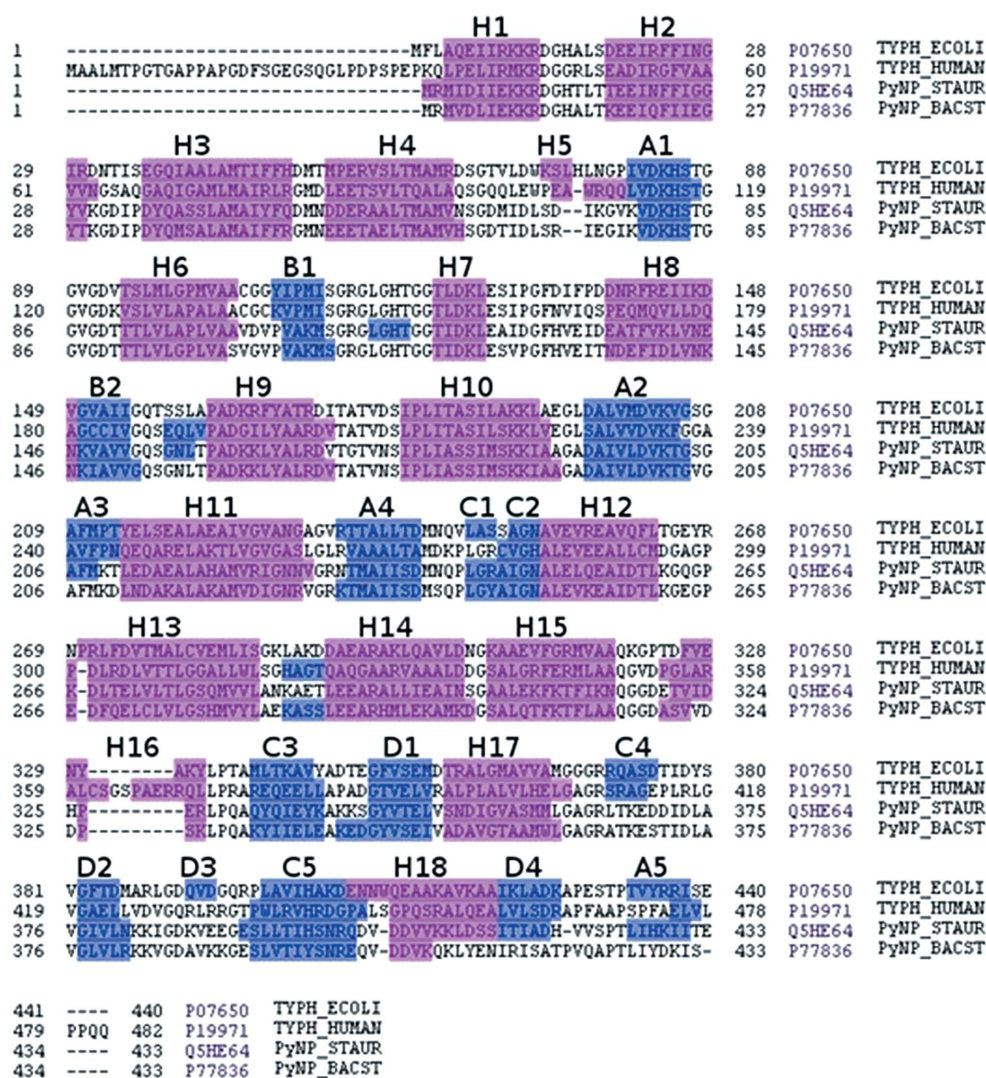 H1 H2
1 ---------------------------------MFLAQEIIRKKRDGHALSDEEIRFFING 28 P07650 TYPH_ECOLI
1 MAALMTPGTGAPPAPGDFSGEGSQGLPDPSPEPKQLPELIRMKRDGGRLSEADIRGFVAA 60 P19971 TYPH_HUMAN
1 ---------------------------------MRMVDIIEKKRDGHTLTTEEINFFIGG 27 Q5HE64 PyNP_STAUR
1 ---------------------------------MRMVDLIAKKRDGHALTKEEIQFIIGG 27 P77836 PyNP_BACST
H3 H4 H5 A1
29 IRDNTISEGQIAALAMTIFFHDMTMPERVSLTMAMRDSGTVLDWKSLHLNGPIVDKHSTG 88 P07650 TYPH_ECOLI
61 VVNGSAQGAQIGAMLMAIRLRGMDLEETSVLTQALAQSGQQLEWPEA-WRQQLVDKHSTG 119 P19971 TYPH_HUMAN
28 YVKGDIPDYQASSLAMAIYFQDMNDDERAALTMAMVNSGDMIDLSD--IKGVKVDKHSTG 85 Q5HE64 PyNP_STAUR
28 YTKGDIPDYQMSALAMAIFFRGMNEEETAELTMAMVHSGDTIDLSR--IEGIKVDKHSTG 85 P77836 PyNP_BACST
H6 B1 H7 H8
89 GVGDVTSLMLGPMVAACGGYIPMISGRGLGHTGGTLDKLESIPGFDIFPDDNRFREIIKD 148 P07650 TYPH_ECOLI
120 GVGDKVSLVLAPALAACGCKVPMISGRGLGHTGGTLDKLESIPGFNVIQSPEQMQVLLDQ 179 P19971 TYPH_HUMAN
86 GVGDTTTLVLAPLVAAVDVPVAKMSGRGLGHTGGTIDKLEAIDGFHVEIDEATFVKLVNE 145 Q5HE64 PyNP_STAUR
86 GVGDTTTLVLGPLVASVGVPVAKMSGRGLGHTGGTIDKLESVPGFHVEITNDEFIDLVNK 145 P77836 PyNP_BACST
B2 H9 H10 A2
149 VGVAIIGQTSSLAPADKRFYATRDITATVDSIPLITASILAKKLAEGLDALVMDVKVGSG 208 P07650 TYPH_ECOLI
180 AGCCIVGQSEQLVPADGILYAARDVTATVDSLPLITASILSKKLVEGLSALVVDVKFGGA 239 P19971 TYPH_HUMAN
146 NKVAVVGQSGNLTPADKKLYALRDVTGTVNSIPLIASSIMSKKIAAGADAIVLDVKTGSG 205 Q5HE64 PyNP_STAUR
146 NKIAVVGQSGNLTPADKKLYALRDVTATVNSIPLIASSIMSKKIAAGADAIVLDVKTGVG 205 P77836 PyNP_BACST
A3 H11 A4 C1 C2 H12
209 AFMPTYELSEALAEAIVGVANGAGVRTTALLTDMNQVLASSAGNAVEVREAVQFLTGEYR 268 P07650 TYPH_ECOLI
240 AVFPNQEQARELAKTLVGVGASLGLRVAAALTAMDKPLGRCVGHALEVEEALLCMDGAGP 299 P19971 TYPH_HUMAN
206 AFMKTLEDAEALAHAMVRIGNNVGRNTMAIISDMNQPLGRAIGNALELQEAIDTLKGQGP 265 Q5HE64 PyNP_STAUR
206 AFMKDLNDAKALAKAMVDIGNRVGRKTMAIISDMSQPLGYAIGNALEVKEAIDTLKGEGP 265 P77836 PyNP_BACST
H13 H14 H15
269 NPRLFDVTMALCVEMLISGKLAKDDAEARAKLQAVLDNGKAAEVFGRMVAAQKGPTDFVE 328 P07650 TYPH_ECOLI
300 P-DLRDLVTTLGGALLWLSGHAGTDAQGAARVAAALDDGSALGRFERMLAAQGVDPGLAR 358 P19971 TYPH_HUMAN
266 K-DLTELVLTLGSQMVVLANKAETLEEARALLIEAINSGAALEKFKTFIKNQGGDETVID 324 Q5HE64 PyNP_STAUR
266 E-DFQELCLVLGSHMVYLAEKASSLEEARHMLEKAMKDGSALQTFKTFLAAQGGDASVVD 324 P77836 PyNP_BACST
H16 C3 D1 H17 C4
329 NY---------AKYLPTAMLTKAVYADTEGFVSEMDTRALGMAVVAMGGGRRQASDTIDYS 380 P07650 TYPH_ECOLI
359 ALCSGSPAERRQLLPRAREQEELLAPADGTVELVRALPLALVLHELGAGRSRAGEPLRLG 418 P19971 TYPH_HUMAN
325 HP---------ERLPQAQYQIEYKAKKSGYVTEIVSNDIGVASMMLGAGRLTKEDDIDLA 375 Q5HE64 PyNP_STAUR
325 DP---------SKLPQAKYIIELEAKEDGYVSEIVADAVGTAAMWLGAGRATKESTIDLA 375 P77836 PyNP_BACST
D2 D3 C5 H18 D4 A5
381 VGFTDMARLGDQVDGQRPLAVIHAKDENNWQEAAKAVKAAIKLADKAPESTPTVYRRISE 440 P07650 TYPH_ECOLI
419 VGAELLVDVGQRLRRGTPWLRVHRDGPALSGPQSRALQEALVLSDRAPFAAPSPFAELVL 478 P19971 TYPH_HUMAN
376 VGIVLNKKIGDKVEEGESLLTIHSNRQDV-DDVVKKLDSSITIADH-VVSPTLIHKIITE 433 Q5HE64 PyNP_STAUR
376 VGLVLRKKVGDAVKKGESLVTIYSNREQV-DDVKQKLYENIRISATPVQAPTLIYDKIS- 433 P77836 PyNP_BACST
441 ---- 440 P07650 TYPH_ECOLI
479 PPQQ 482 P19971 TYPH_HUMAN
434 ---- 433 Q5HE64 PyNP_STAUR
434 ---- 433 P77836 PyNP_BACST